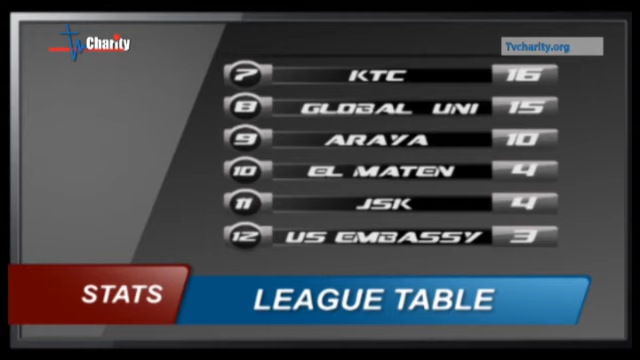 Charity
Tvcharity.org
7 KTC 16
8 GLOBAL UNI 15
9 ARAYA 10
10 EL MATEN 4
11 JSK 4
12 US EMBASSY 3
STATS LEAGUE TABLE